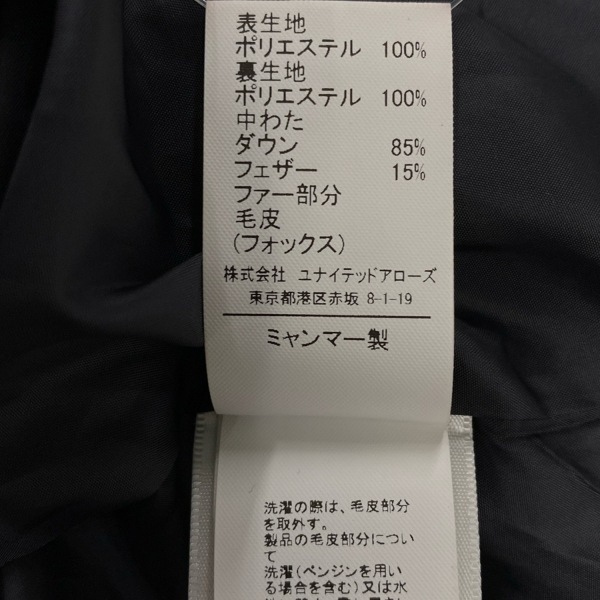 表生地
ポリエステル 100%
裏生地
ポリエステル 100%
中わた
ダウン 85%
フェザー 15%
ファー部分
毛皮
(フォックス)
株式会社 ユナイテッドアローズ
東京都港区赤坂 8-1-19
ミャンマー製
洗濯の際は、毛皮部分
を取外す。
製品の毛皮部分につい
て
洗濯(ベンジンを用い
る場合を含む)又は水